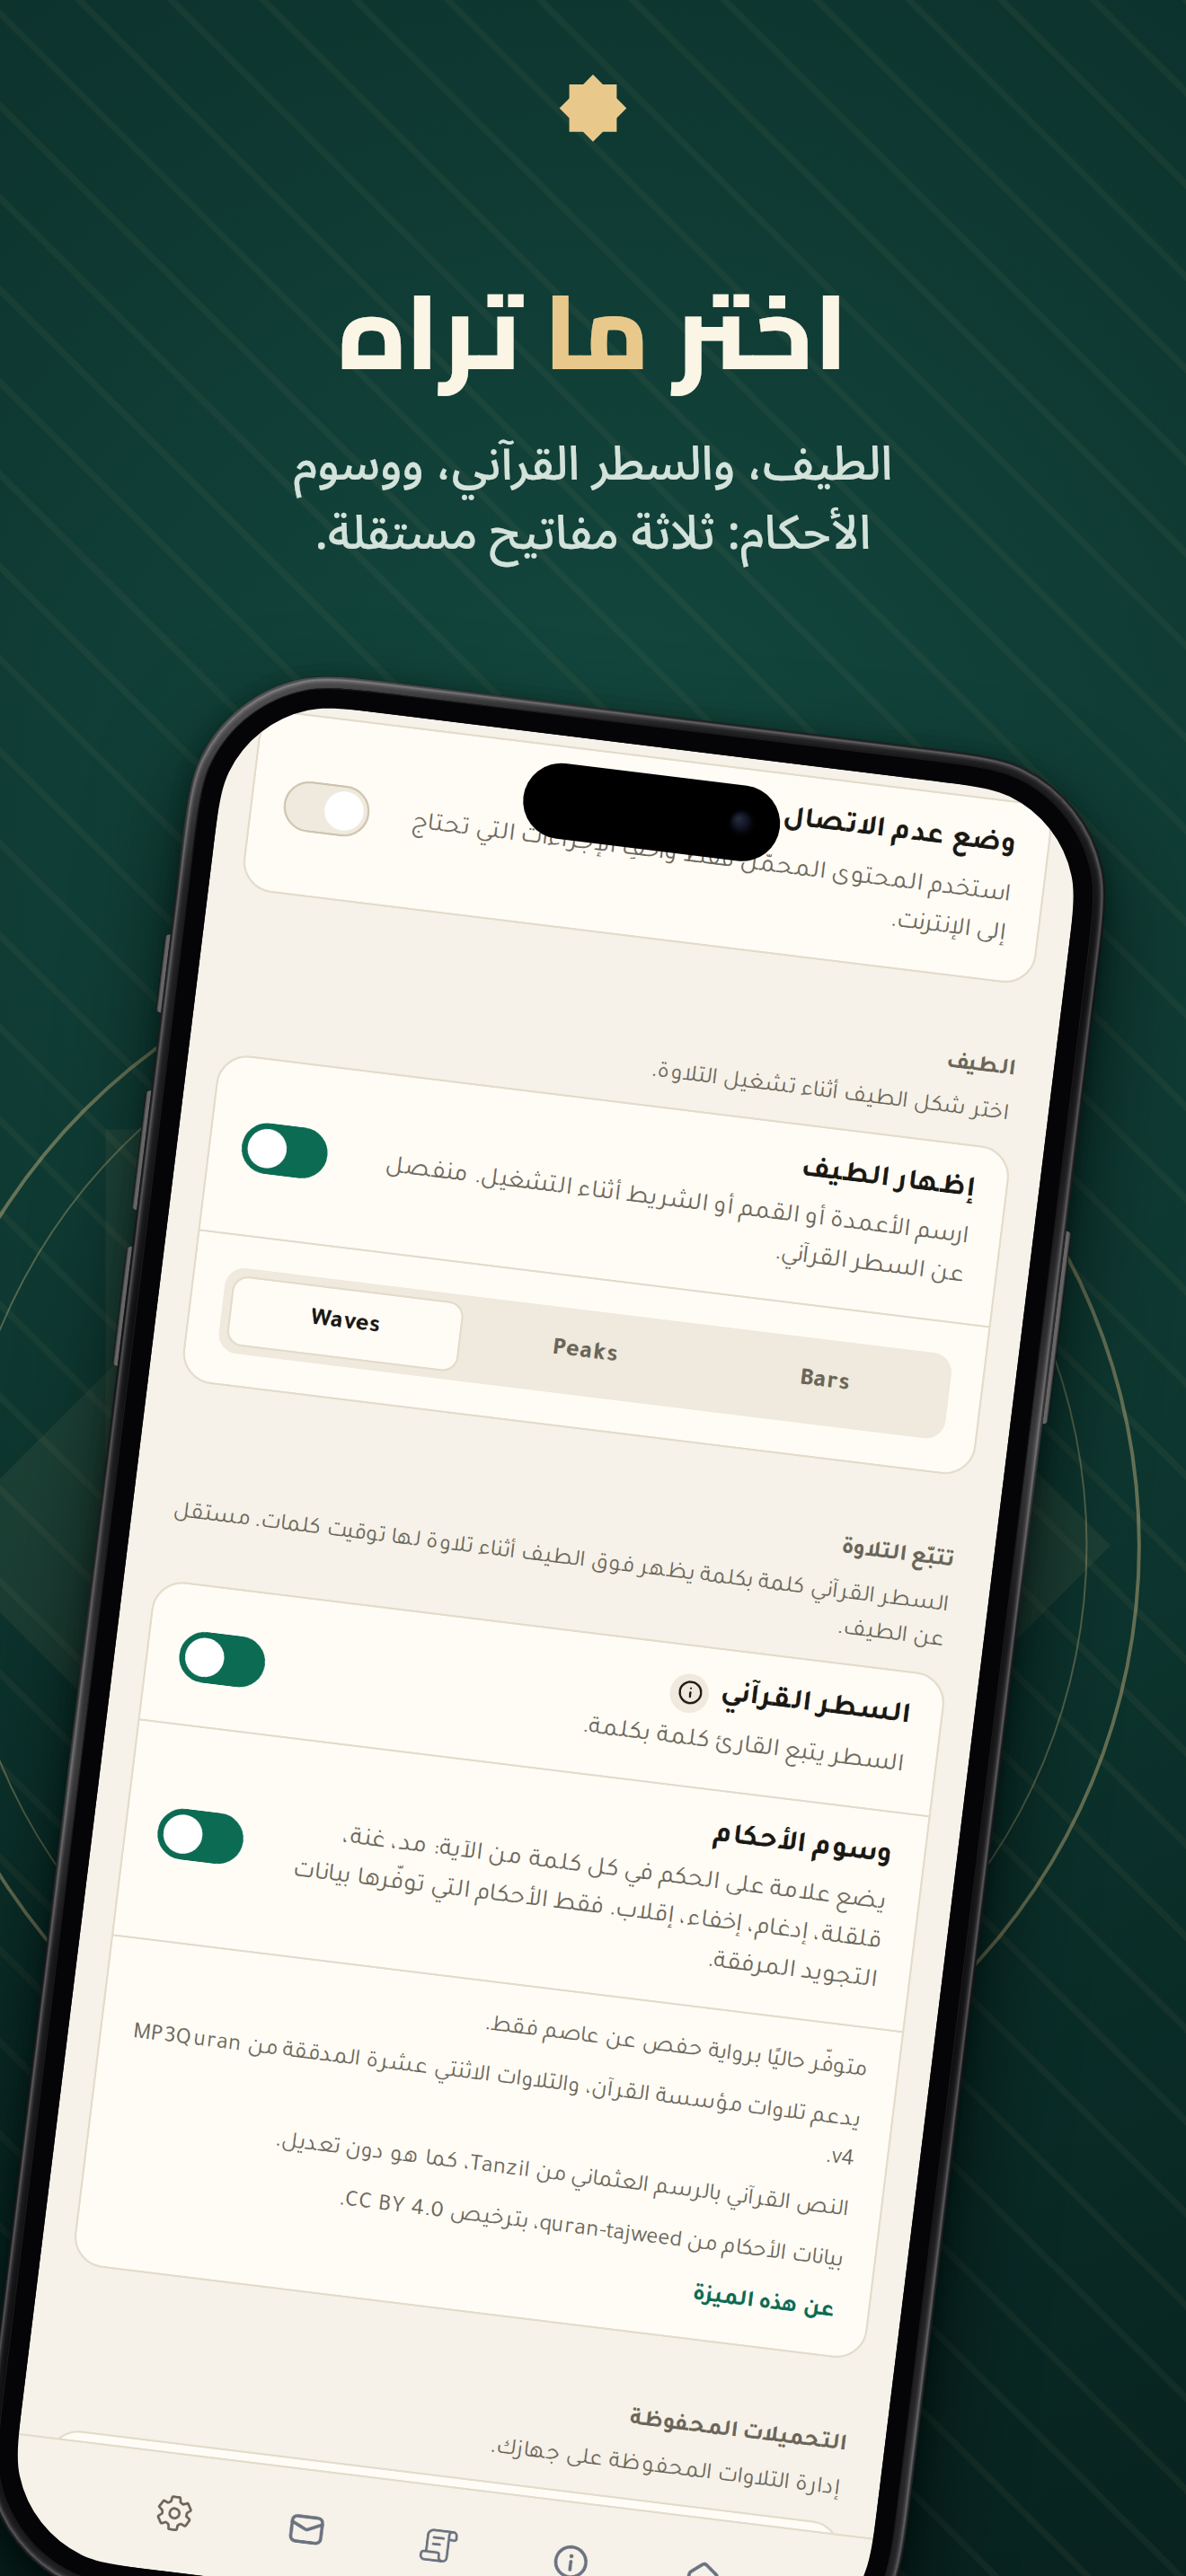 اختر ما تراه
الطيف، والسطر القرآني، ووسوم
الأحكام: ثلاثة مفاتيح مستقلة.
وضع عدم الاتصال
استخدم المحتوى المحمّل التي تحتاج
إلى الإنترنت.
الطيف
اختر شكل الطيف أثناء تشغيل التلاوة.
إظهار الطيف
ارسم الأعمدة أو القمم أو الشريط أثناء التشغيل. منفصل
عن السطر القرآني.
Bars Peaks Waves
تتبّع التلاوة
السطر القرآني كلمة بكلمة يظهر فوق الطيف أثناء تلاوة لها توقيت كلمات. مستقل
عن الطيف.
السطر القرآني
السطر يتبع القارئ كلمة بكلمة.
وسوم الأحكام
يضع علامة على الحكم في كل كلمة من الآية: مد، غنة،
قلقلة، إدغام، إخفاء، إقلاب. فقط الأحكام التي توفّرها بيانات
التجويد المرفقة.
متوفّر حاليًا برواية حفص عن عاصم فقط.
يدعم تلاوات مؤسسة القرآن، والتلاوات الاثنتي عشرة المدققة من MP3Quran
v4.
النص القرآني بالرسم العثماني من Tanzil، كما هو دون تعديل.
بيانات الأحكام من quran-tajweed، بترخيص CC BY 4.0.
عن هذه الميزة
التحميلات المحفوظة
إدارة التلاوات المحفوظة على جهازك.